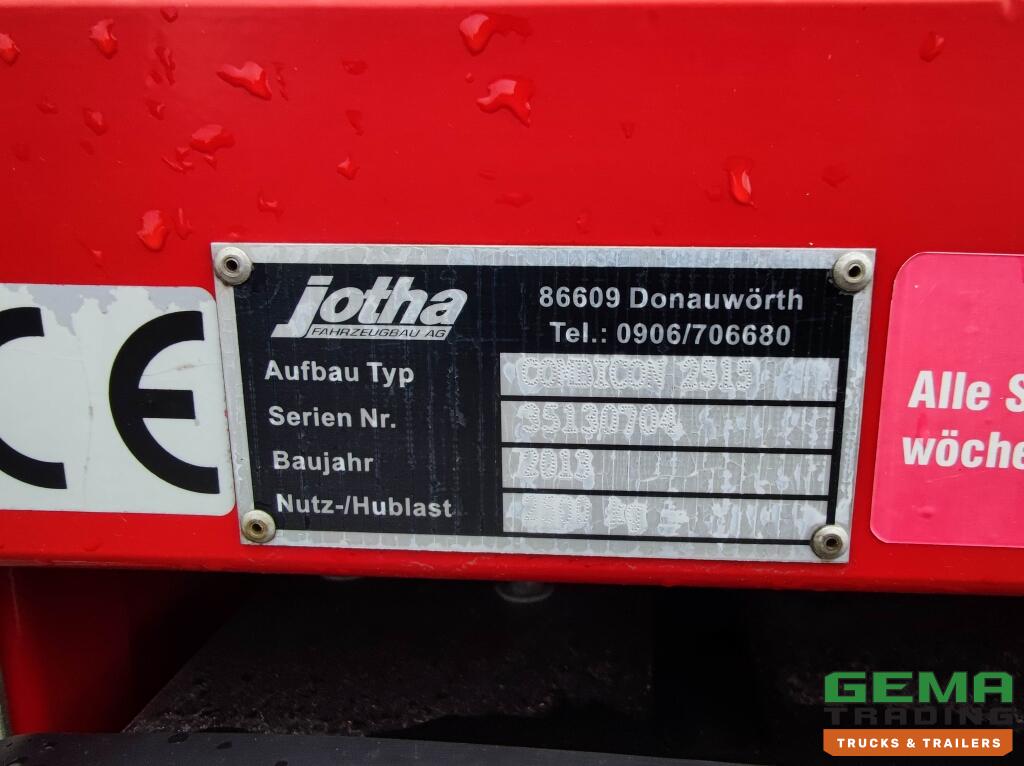 jotha
FAHRZEUGBAU AG
86609 Donauwörth
Tel.: 0906/706680
Aufbau Typ CONDICON 2515
Serien Nr. 35130704
Baujahr 2013
Nutz-/Hublast kg
CE
Alle
wöche
GEMA
TRADING
TRUCKS & TRAILERS